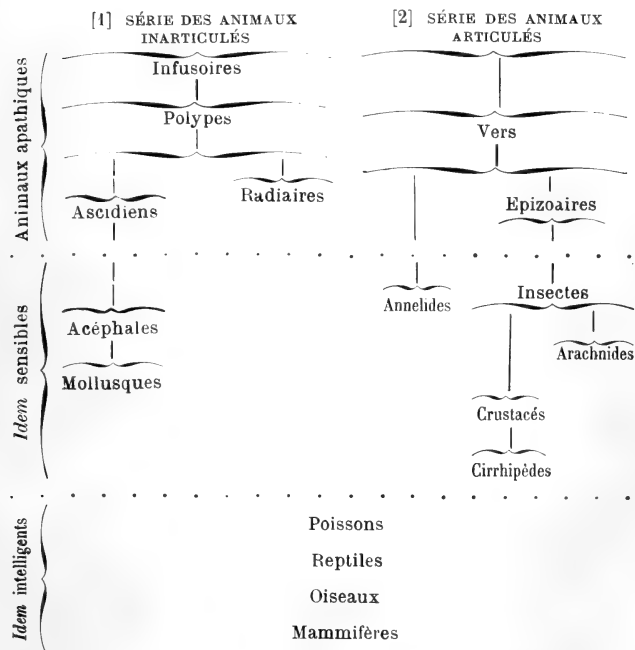 [1] SÉRIE DES ANIMAUX
INARTICULÉS
[2] SÉRIE DES ANIMAUX
ARTICULÉS
Animaux apathiques
Infusoires
Polypes
Ascidiens
Radiaires
Vers
Epizoaires
Idem sensibles
Acéphales
Mollusques
Annelides
Insectes
Arachnides
Crustacés
Cirrhipèdes
Idem intelligents
Poissons
Reptiles
Oiseaux
Mammifères